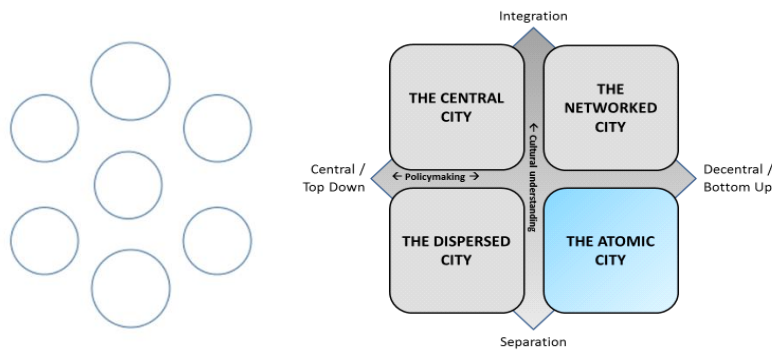 Integration
THE CENTRAL
CITY
THE
NETWORKED
CITY
← Cultural understanding →
Central /
Top Down
← Policymaking →
Decentral /
Bottom Up
THE DISPERSED
CITY
THE ATOMIC
CITY
Separation